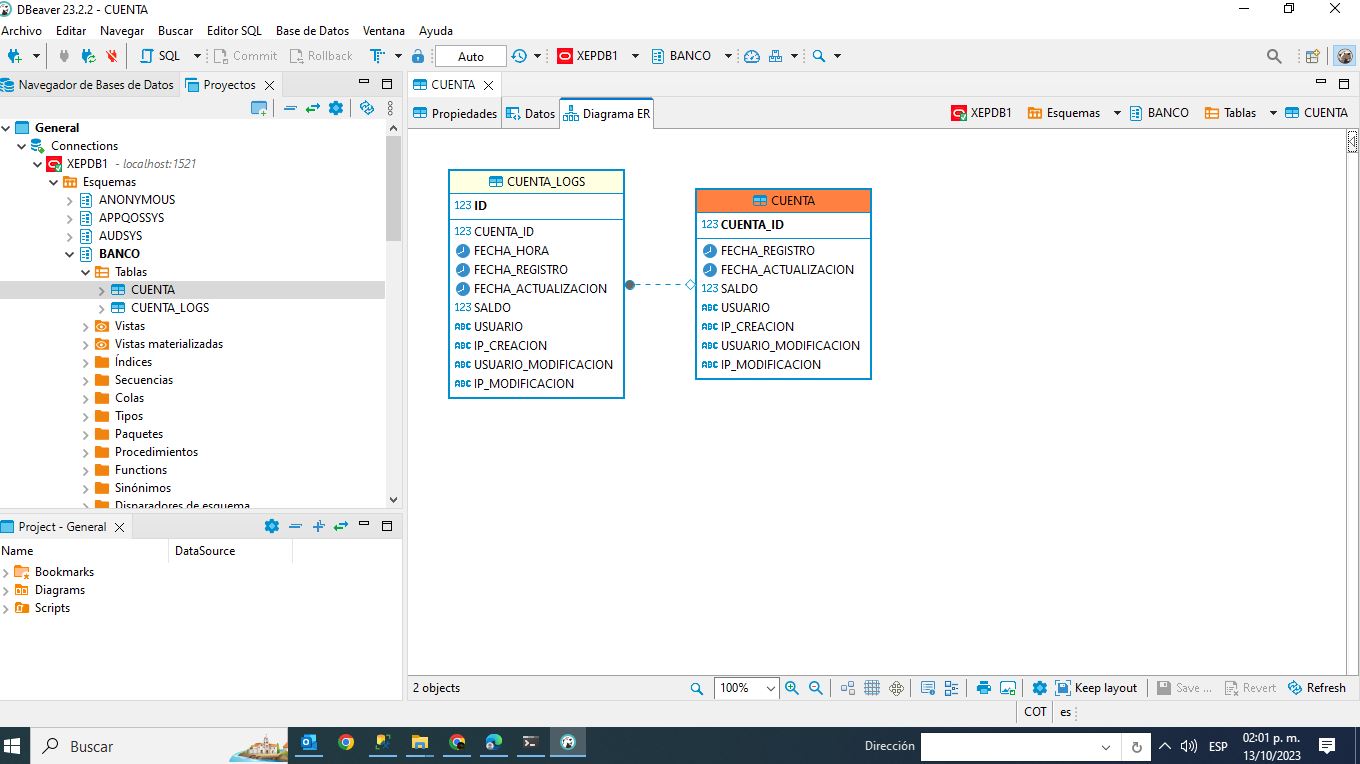 DBeaver 23.2.2 - CUENTA
Archivo Editar Navegar Buscar Editor SQL Base de Datos Ventana Ayuda
SQL Commit Rollback Auto XEPDB1 BANCO
Navegador de Bases de Datos Proyectos
CUENTA
Propiedades Datos Diagrama ER XEPDB1 Esquemas BANCO Tablas CUENTA
General
Connections
XEPDB1 - localhost:1521
Esquemas
ANONYMOUS
APPQOSSYS
AUDSYS
BANCO
Tablas
CUENTA
CUENTA_LOGS
Vistas
Vistas materializadas
Índices
Secuencias
Colas
Tipos
Paquetes
Procedimientos
Functions
Sinónimos
Disparadores de esquema
CUENTA_LOGS
123 ID
123 CUENTA_ID
FECHA_HORA
FECHA_REGISTRO
FECHA_ACTUALIZACION
123 SALDO
ABC USUARIO
ABC IP_CREACION
ABC USUARIO_MODIFICACION
ABC IP_MODIFICACION
CUENTA
123 CUENTA_ID
FECHA_REGISTRO
FECHA_ACTUALIZACION
123 SALDO
ABC USUARIO
ABC IP_CREACION
ABC USUARIO_MODIFICACION
ABC IP_MODIFICACION
Project - General
Name DataSource
Bookmarks
Diagrams
Scripts
2 objects 100% Keep layout Save ... Revert Refresh
COT es
Buscar Dirección ESP 02:01 p. m.
13/10/2023